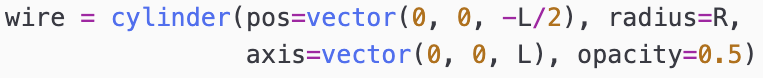 wire = cylinder(pos=vector(0, 0, -L/2), radius=R,
                axis=vector(0, 0, L), opacity=0.5)